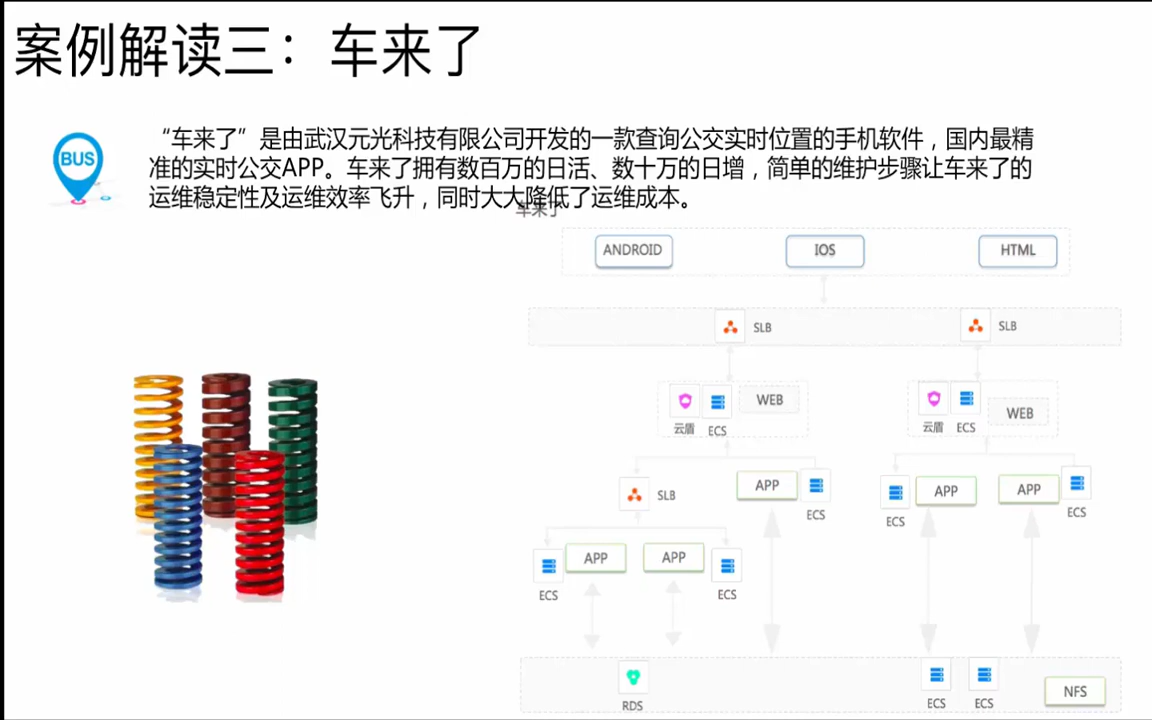 案例解读三：车来了
“车来了”是由武汉元光科技有限公司开发的一款查询公交实时位置的手机软件，国内最精
准的实时公交APP。车来了拥有数百万的日活、数十万的日增，简单的维护步骤让车来了的
运维稳定性及运维效率飞升，同时大大降低了运维成本。
BUS
车来了
ANDROID IOS HTML
SLB SLB
WEB WEB
云盾 ECS 云盾 ECS
SLB APP APP APP
ECS ECS ECS
APP APP
ECS ECS
RDS ECS ECS NFS